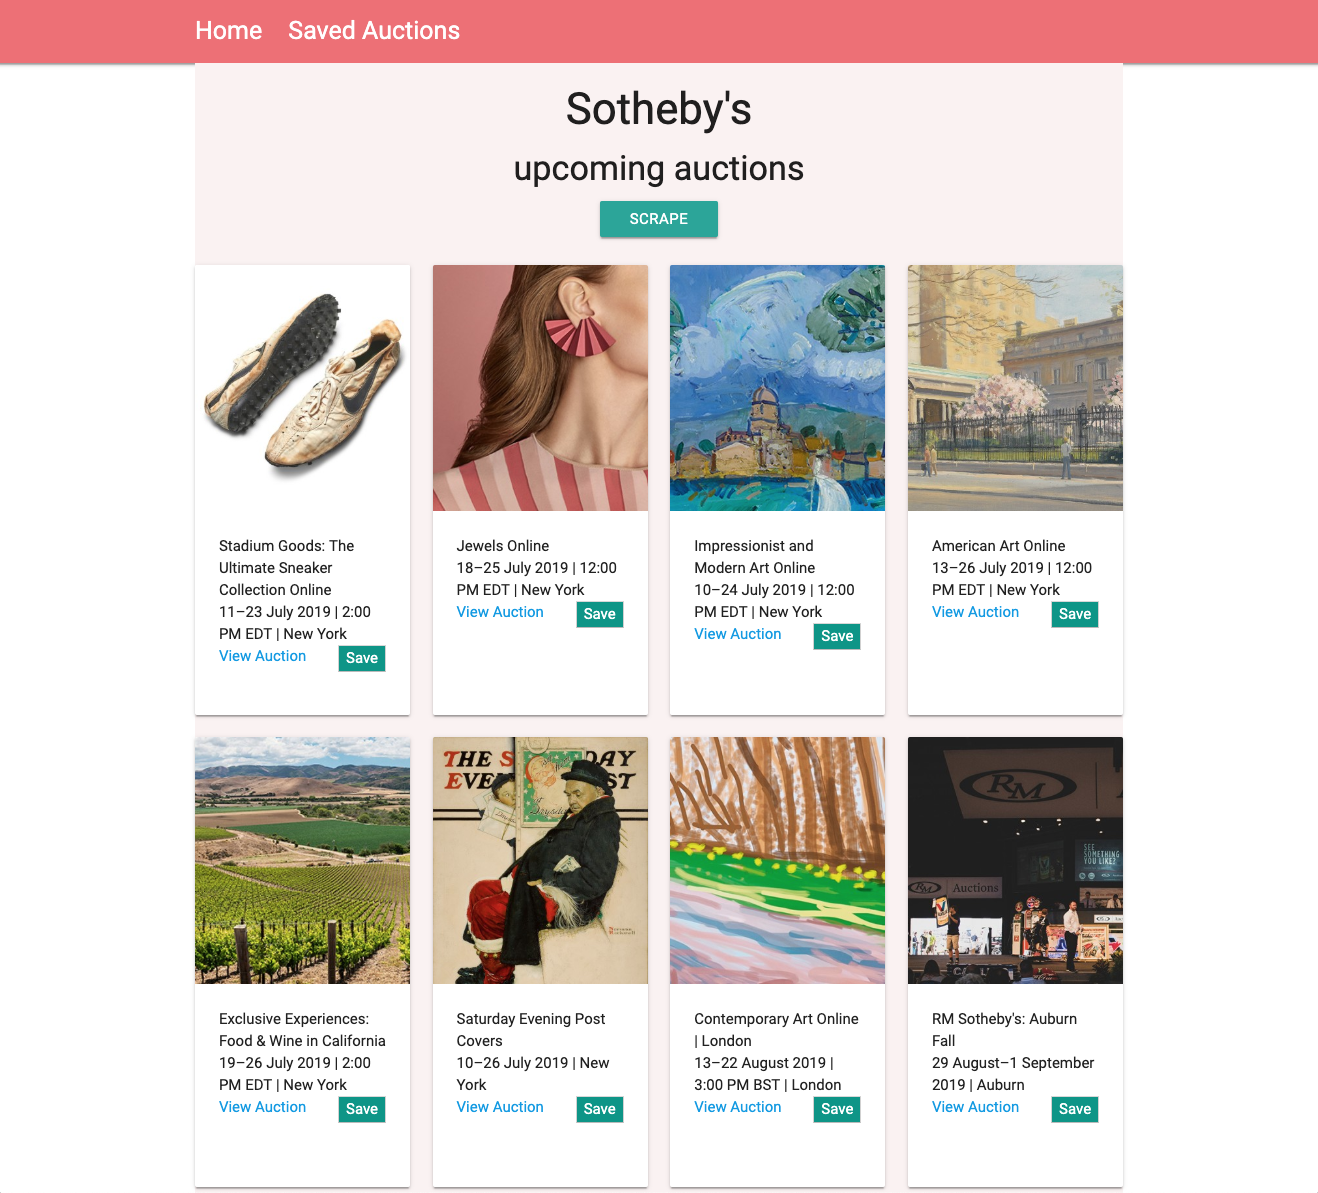 Home Saved Auctions
Sotheby's
upcoming auctions
SCRAPE
Stadium Goods: The
Ultimate Sneaker
Collection Online
11–23 July 2019 | 2:00
PM EDT | New York
View Auction Save
Jewels Online
18–25 July 2019 | 12:00
PM EDT | New York
View Auction Save
Impressionist and
Modern Art Online
10–24 July 2019 | 12:00
PM EDT | New York
View Auction Save
American Art Online
13–26 July 2019 | 12:00
PM EDT | New York
View Auction Save
THE S DAY
EVE ST
RM
SEE
SOMETHING
YOU LIKE?
RM Auctions
Exclusive Experiences:
Food & Wine in California
19–26 July 2019 | 2:00
PM EDT | New York
View Auction Save
Saturday Evening Post
Covers
10–26 July 2019 | New
York
View Auction Save
Contemporary Art Online
| London
13–22 August 2019 |
3:00 PM BST | London
View Auction Save
RM Sotheby's: Auburn
Fall
29 August–1 September
2019 | Auburn
View Auction Save